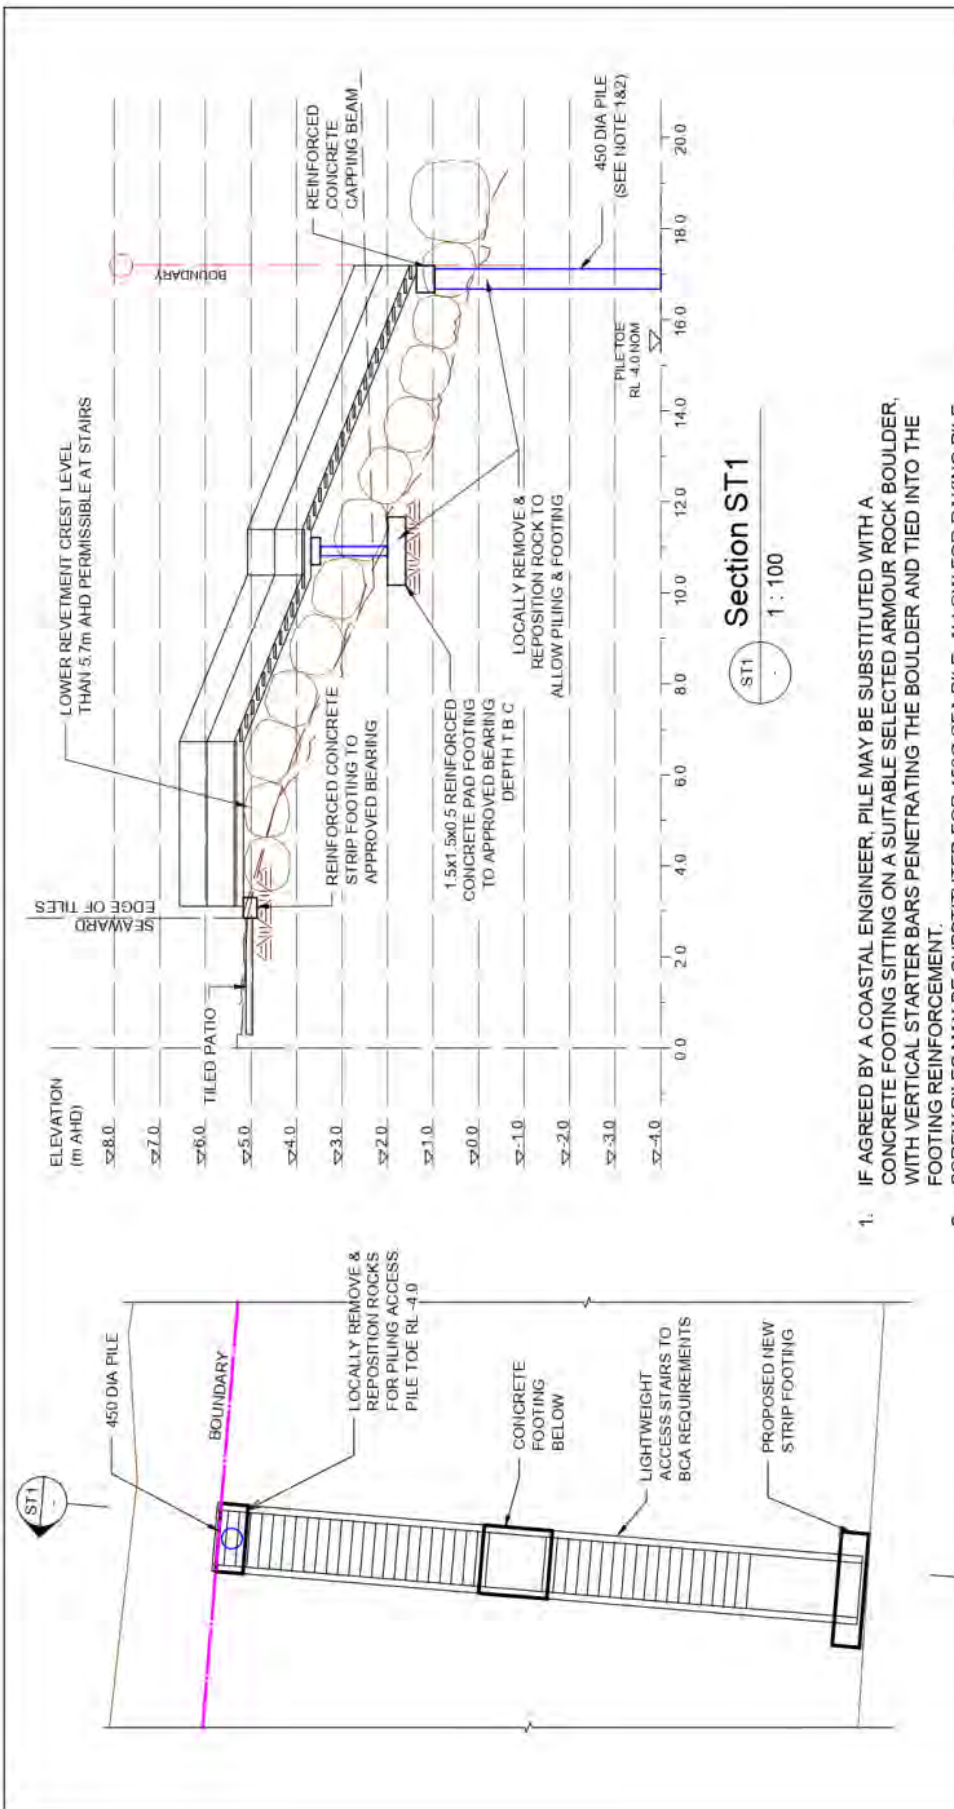 ST1
-
450 DIA PILE
BOUNDARY
LOCALLY REMOVE &
REPOSITION ROCKS
FOR PILING ACCESS.
PILE TOE RL -4.0
CONCRETE
FOOTING
BELOW
LIGHTWEIGHT
ACCESS STAIRS TO
BCA REQUIREMENTS
PROPOSED NEW
STRIP FOOTING
ELEVATION
(m AHD)
8.0
7.0
6.0
5.0
4.0
3.0
2.0
1.0
0.0
-1.0
-2.0
-3.0
-4.0
TILED PATIO
SEAWARD
EDGE OF TILES
LOWER REVETMENT CREST LEVEL
THAN 5.7m AHD PERMISSIBLE AT STAIRS
BOUNDARY
REINFORCED
CONCRETE
CAPPING BEAM
REINFORCED CONCRETE
STRIP FOOTING TO
APPROVED BEARING
1.5x1.5x0.5 REINFORCED
CONCRETE PAD FOOTING
TO APPROVED BEARING
DEPTH T B C
LOCALLY REMOVE &
REPOSITION ROCK TO
ALLOW PILING & FOOTING
PILE TOE
RL -4.0 NOM
450 DIA PILE
(SEE NOTE 1&2)
0.0 2.0 4.0 6.0 8.0 10.0 12.0 14.0 16.0 18.0 20.0
ST1
-
Section ST1
1 : 100
1. IF AGREED BY A COASTAL ENGINEER, PILE MAY BE SUBSTITUTED WITH A
CONCRETE FOOTING SITTING ON A SUITABLE SELECTED ARMOUR ROCK BOULDER,
WITH VERTICAL STARTER BARS PENETRATING THE BOULDER AND TIED INTO THE
FOOTING REINFORCEMENT.